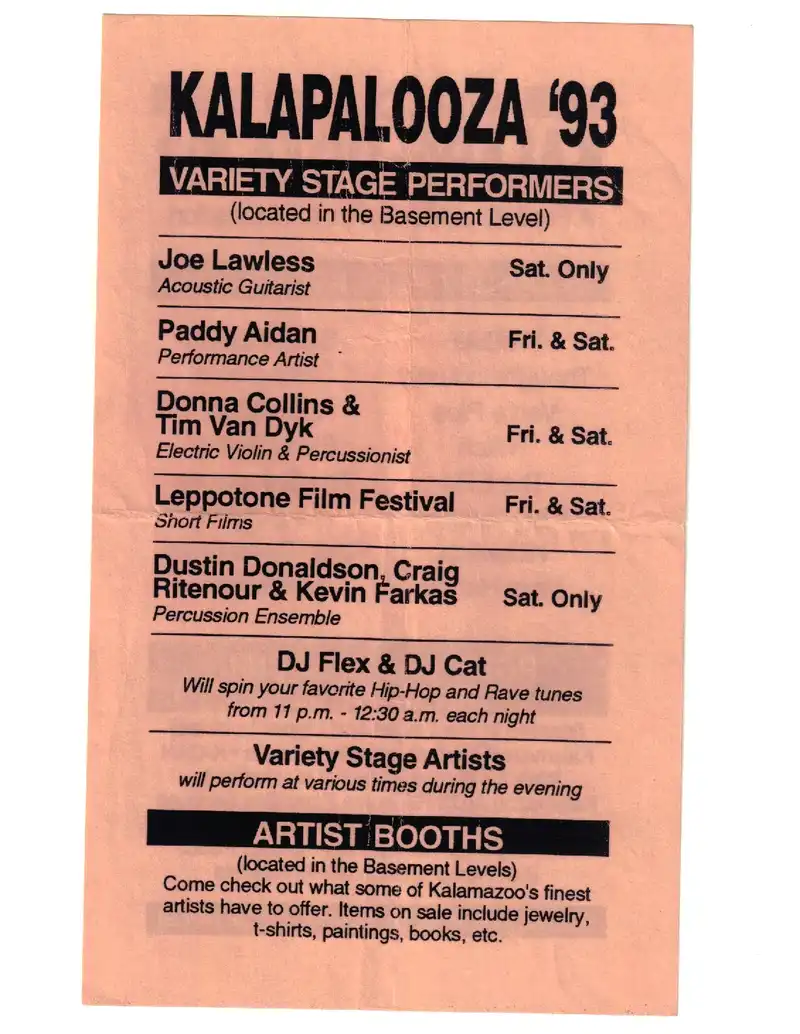 KALAPALOOZA '93
VARIETY STAGE PERFORMERS
(located in the Basement Level)
Joe Lawless Sat. Only
Acoustic Guitarist
Paddy Aidan Fri. & Sat.
Performance Artist
Donna Collins &
Tim Van Dyk Fri. & Sat.
Electric Violin & Percussionist
Leppotone Film Festival Fri. & Sat.
Short Films
Dustin Donaldson, Craig
Ritenour & Kevin Farkas Sat. Only
Percussion Ensemble
DJ Flex & DJ Cat
Will spin your favorite Hip-Hop and Rave tunes
from 11 p.m. - 12:30 a.m. each night
Variety Stage Artists
will perform at various times during the evening
ARTIST BOOTHS
(located in the Basement Levels)
Come check out what some of Kalamazoo's finest
artists have to offer. Items on sale include jewelry,
t-shirts, paintings, books, etc.